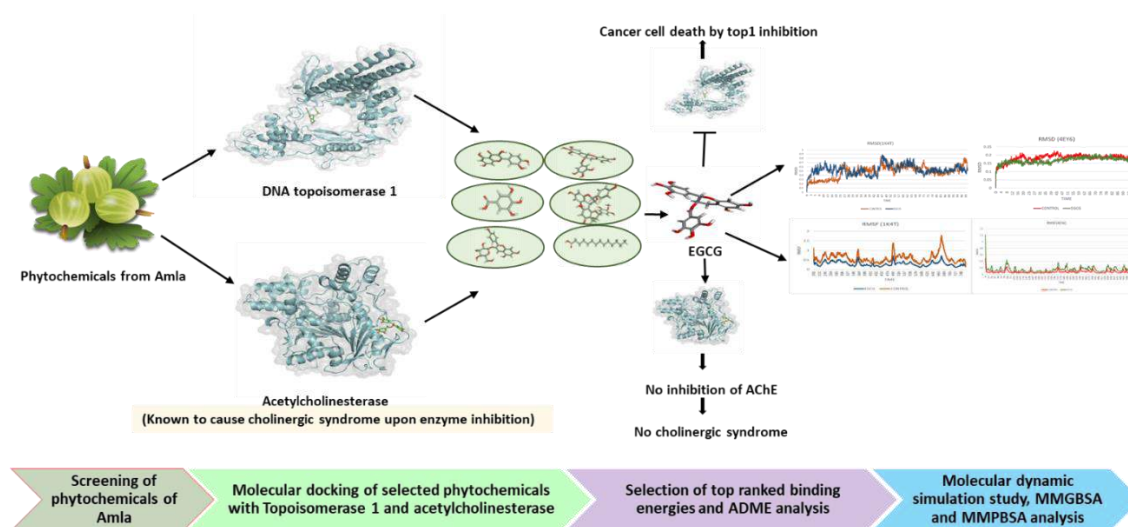 Cancer cell death by top1 inhibition
DNA topoisomerase 1
Phytochemicals from Amla
EGCG
Acetylcholinesterase
(Known to cause cholinergic syndrome upon enzyme inhibition)
No inhibition of AChE
No cholinergic syndrome
RMSD (4EY6)
Screening of
phytochemicals of
Amla
Molecular docking of selected phytochemicals
with Topoisomerase 1 and acetylcholinesterase
Selection of top ranked binding
energies and ADME analysis
Molecular dynamic
simulation study, MMGBSA
and MMPBSA analysis